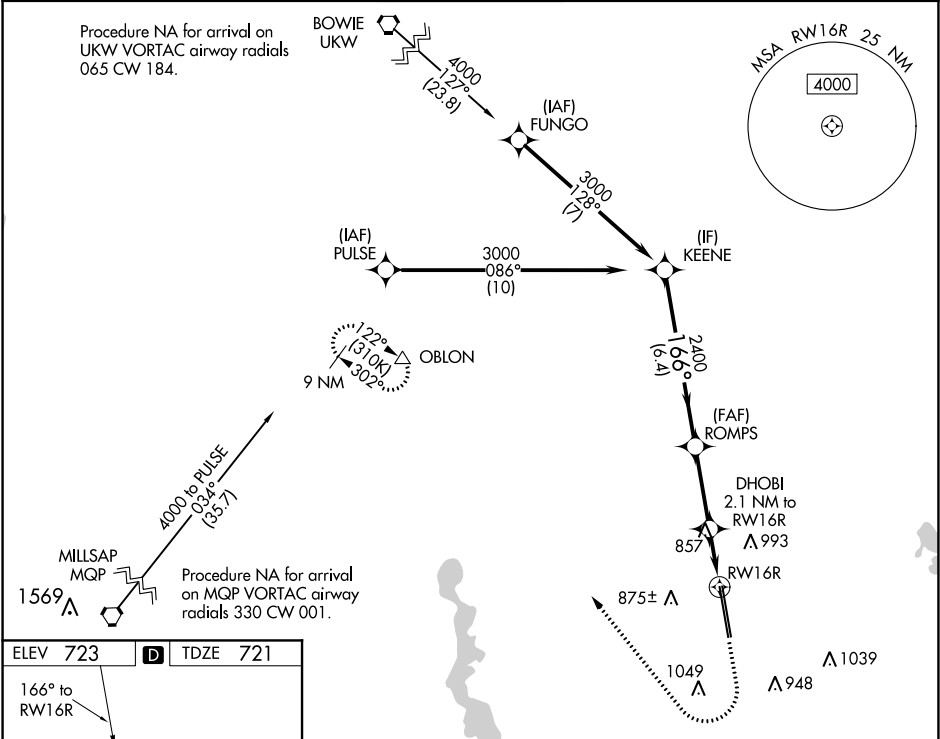 Procedure NA for arrival on
UKW VORTAC airway radials
065 CW 184.
BOWIE
UKW
4000
127°
(23.8)
(IAF)
FUNGO
MSA RW16R 25 NM
4000
3000
128°
(7)
(IAF)
PULSE
3000
086°
(10)
(IF)
KEENE
122°
(310K)
302°
OBLON
9 NM
2400
166°
(6.4)
(FAF)
ROMPS
4000 to PULSE
034°
(35.7)
DHOBI
2.1 NM to
RW16R
857
993
MILLSAP
MQP
1569
Procedure NA for arrival
on MQP VORTAC airway
radials 330 CW 001.
RW16R
875±
1049
948
1039
ELEV 723 D TDZE 721
166° to
RW16R